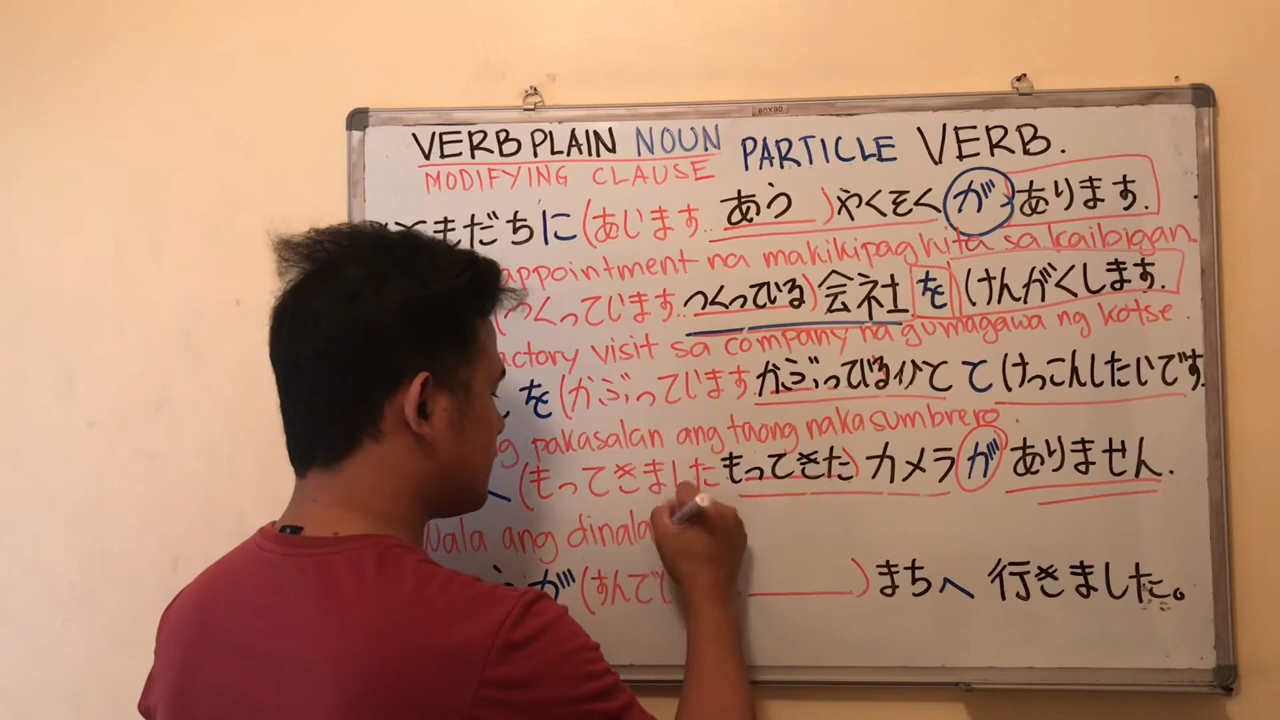 60X90
VERB PLAIN NOUN PARTICLE VERB.
MODIFYING CLAUSE
ともだちに (あいます.. あう ) やくそく が あります.
appointment na makikipagkita sa kaibigan.
(つくっています.. つくっている) 会社 を けんがくします.
factory visit sa company na gumagawa ng kotse.
を (かぶっています. かぶっているひと と けっこんしたいです.
pakasalan ang taong nakasumbrero.
へ (もってきました もってきた) カメラ が ありません.
Wala ang dinala
が ( ) まちへ 行きました。